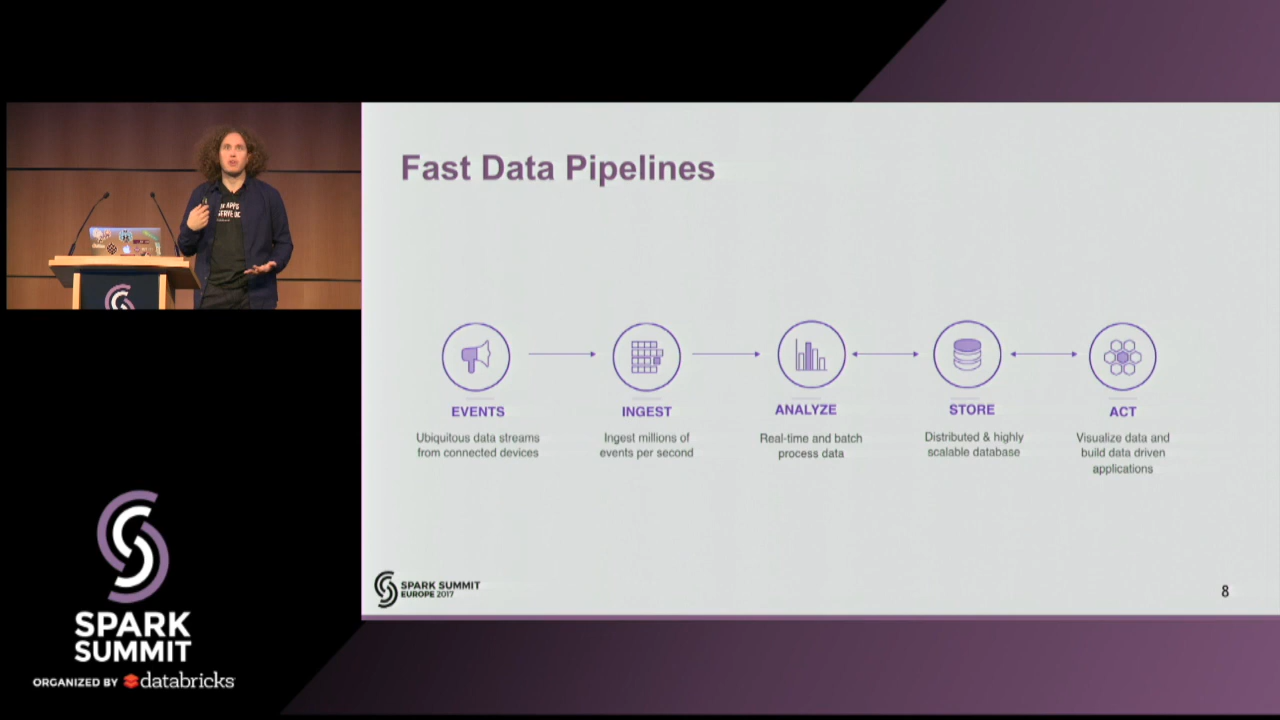 Fast Data Pipelines
EVENTS
Ubiquitous data streams
from connected devices
INGEST
Ingest millions of
events per second
ANALYZE
Real-time and batch
process data
STORE
Distributed & highly
scalable database
ACT
Visualize data and
build data driven
applications
SPARK SUMMIT
EUROPE 2017
8
SPARK
SUMMIT
ORGANIZED BY databricks